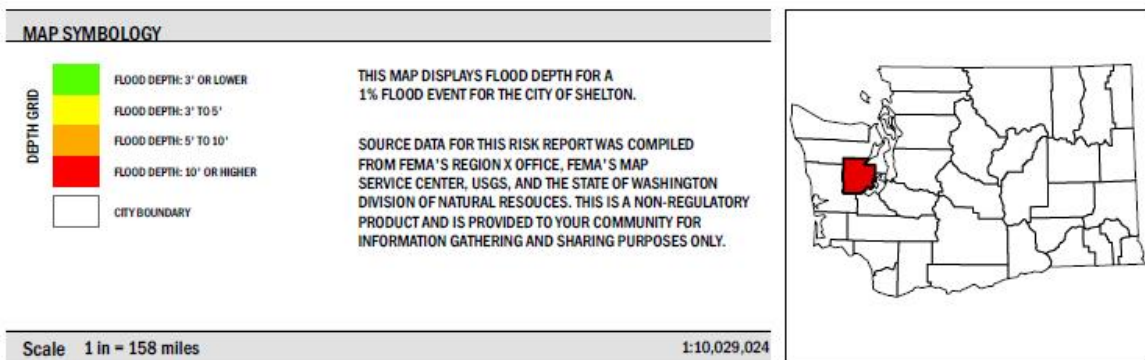 MAP SYMBOLOGY
DEPTH GRID
FLOOD DEPTH: 3' OR LOWER
FLOOD DEPTH: 3' TO 5'
FLOOD DEPTH: 5' TO 10'
FLOOD DEPTH: 10' OR HIGHER
CITY BOUNDARY
THIS MAP DISPLAYS FLOOD DEPTH FOR A
1% FLOOD EVENT FOR THE CITY OF SHELTON.
SOURCE DATA FOR THIS RISK REPORT WAS COMPILED
FROM FEMA'S REGION X OFFICE, FEMA'S MAP
SERVICE CENTER, USGS, AND THE STATE OF WASHINGTON
DIVISION OF NATURAL RESOUCES. THIS IS A NON-REGULATORY
PRODUCT AND IS PROVIDED TO YOUR COMMUNITY FOR
INFORMATION GATHERING AND SHARING PURPOSES ONLY.
Scale 1 in = 158 miles 1:10,029,024